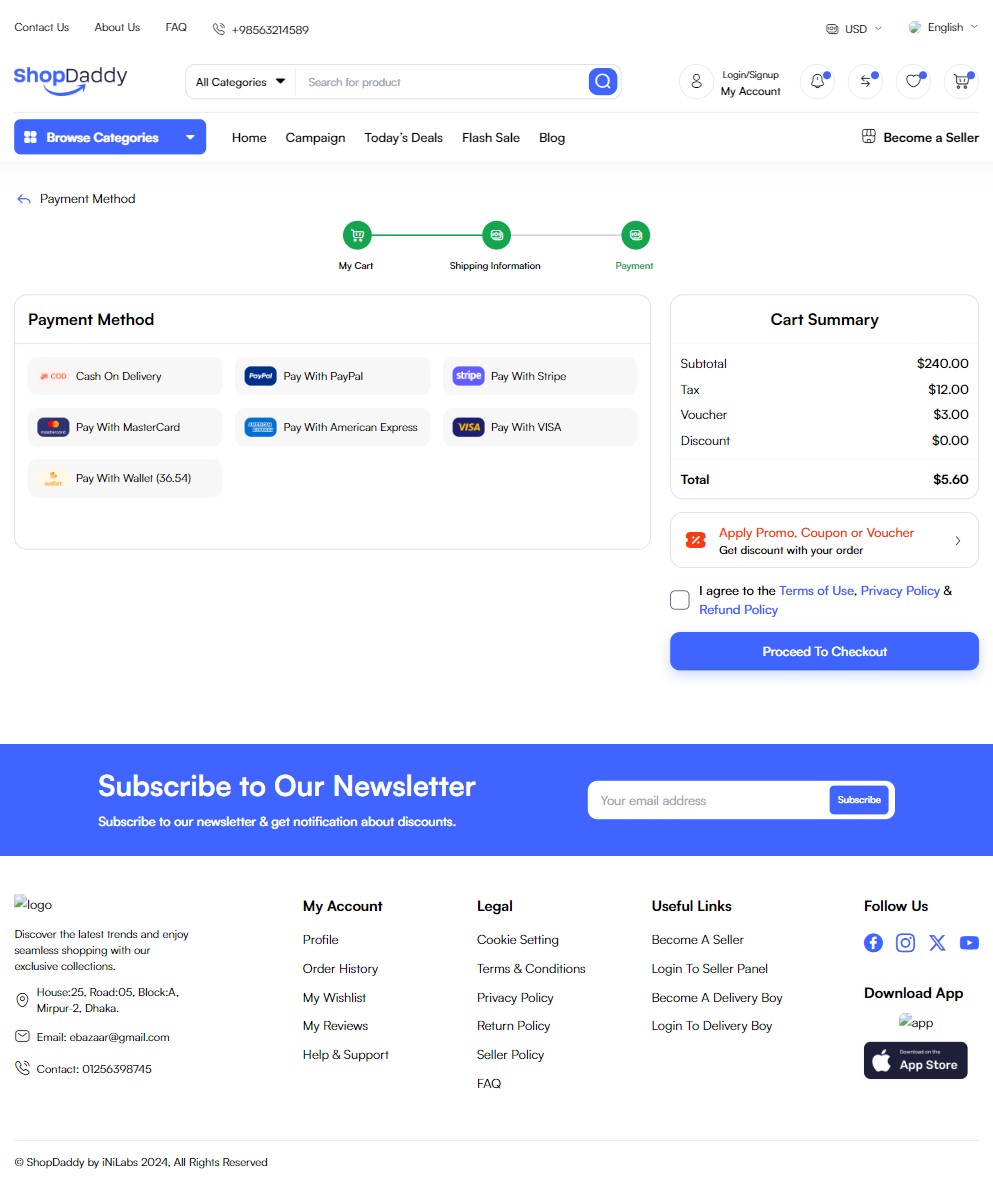 Contact Us
About Us
FAQ
+98563214589
USD
English
ShopDaddy
All Categories
Search for product
Login/Signup
My Account
Browse Categories
Home
Campaign
Today's Deals
Flash Sale
Blog
Become a Seller
Payment Method
My Cart
Shipping Information
Payment
Payment Method
COD Cash On Delivery
PayPal Pay With PayPal
stripe Pay With Stripe
mastercard Pay With MasterCard
AMERICAN EXPRESS Pay With American Express
VISA Pay With VISA
wallet Pay With Wallet (36.54)
Cart Summary
Subtotal $240.00
Tax $12.00
Voucher $3.00
Discount $0.00
Total $5.60
Apply Promo, Coupon or Voucher
Get discount with your order
I agree to the Terms of Use, Privacy Policy &
Refund Policy
Proceed To Checkout
Subscribe to Our Newsletter
Subscribe to our newsletter & get notification about discounts.
Your email address
Subscribe
logo
Discover the latest trends and enjoy
seamless shopping with our
exclusive collections.
House:25, Road:05, Block:A,
Mirpur-2, Dhaka.
Email: ebazaar@gmail.com
Contact: 01256398745
My Account
Profile
Order History
My Wishlist
My Reviews
Help & Support
Legal
Cookie Setting
Terms & Conditions
Privacy Policy
Return Policy
Seller Policy
FAQ
Useful Links
Become A Seller
Login To Seller Panel
Become A Delivery Boy
Login To Delivery Boy
Follow Us
Download App
app
Download on the
App Store
© ShopDaddy by iNiLabs 2024, All Rights Reserved